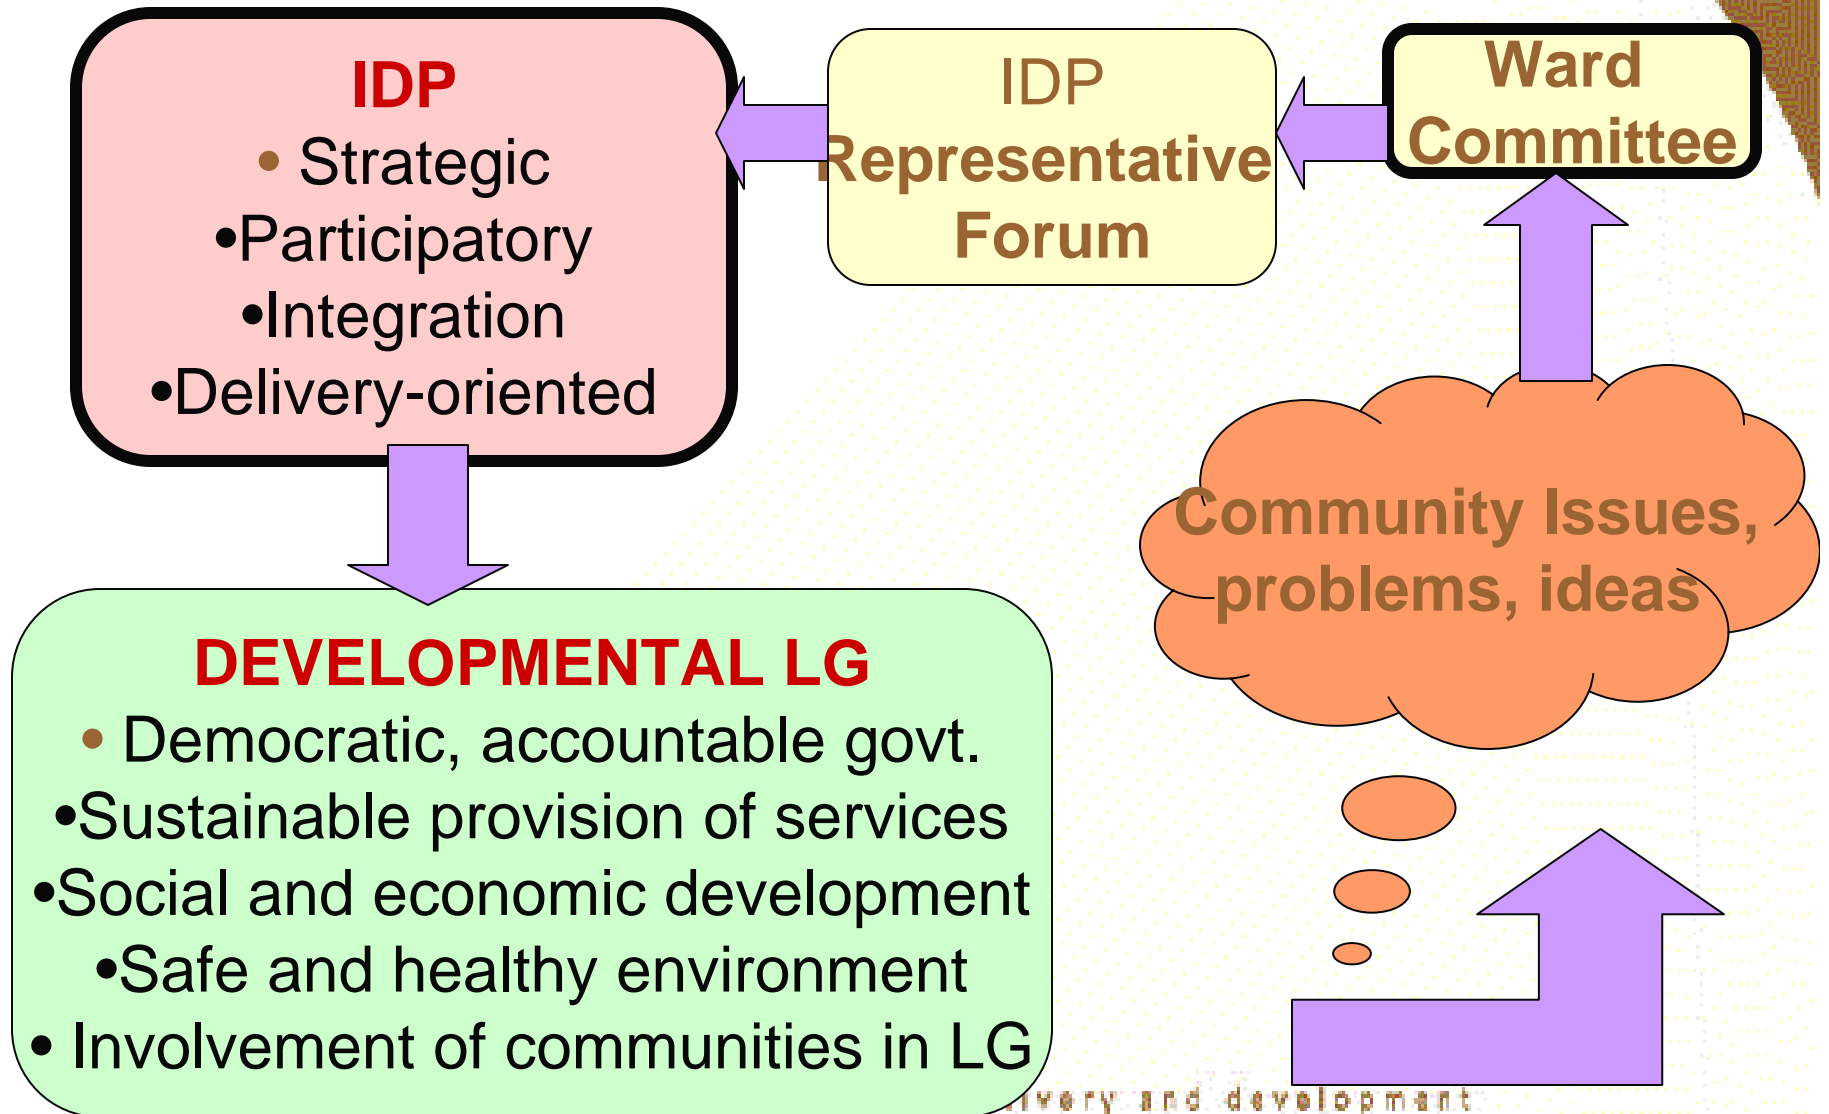 IDP
• Strategic
•Participatory
•Integration
•Delivery-oriented
IDP
Representative
Forum
Ward
Committee
Community Issues,
problems, ideas
DEVELOPMENTAL LG
• Democratic, accountable govt.
•Sustainable provision of services
•Social and economic development
•Safe and healthy environment
• Involvement of communities in LG
and development